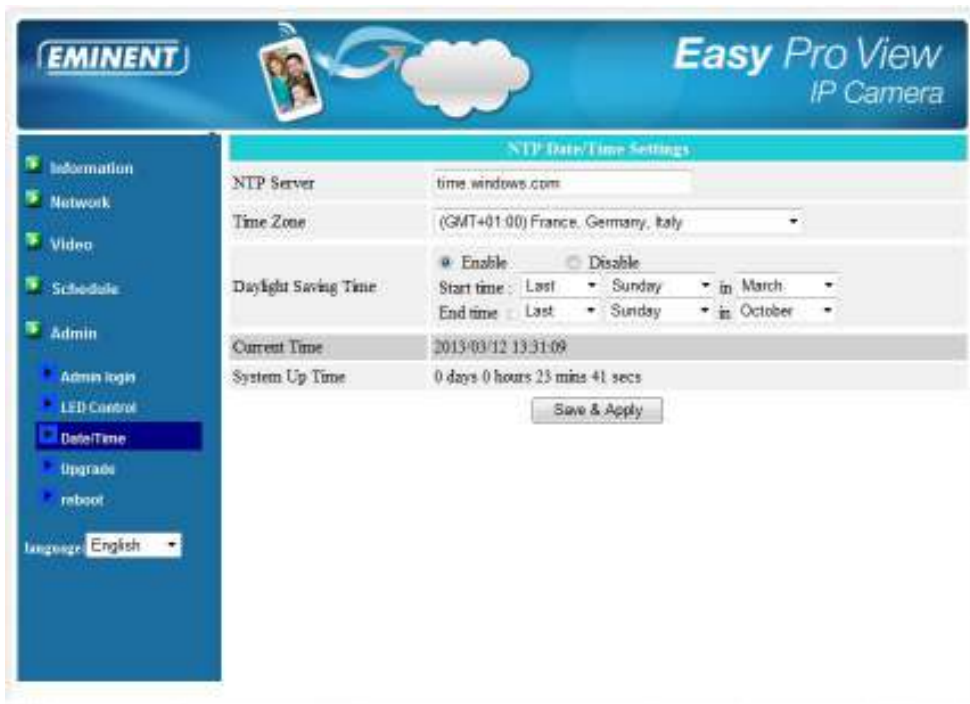 EMINENT
Easy Pro View
IP Camera
Information
Network
Video
Schedule
Admin
Admin login
LED Control
Date/Time
Upgrade
reboot
language: English
NTP Date/Time Settings
NTP Server time.windows.com
Time Zone (GMT+01:00) France, Germany, Italy
Daylight Saving Time
Enable Disable
Start time : Last Sunday in March
End time : Last Sunday in October
Current Time 2013/03/12 13:31:09
System Up Time 0 days 0 hours 23 mins 41 secs
Save & Apply